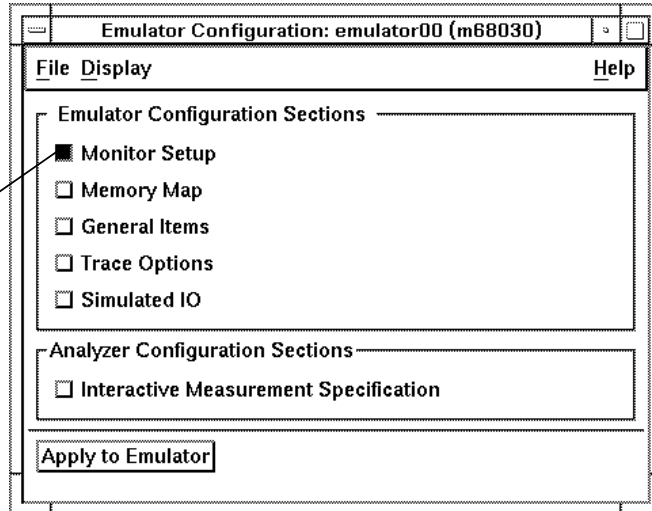 Emulator Configuration: emulator00 (m68030)
File Display Help
Emulator Configuration Sections
Monitor Setup
Memory Map
General Items
Trace Options
Simulated IO
Analyzer Configuration Sections
Interactive Measurement Specification
Apply to Emulator